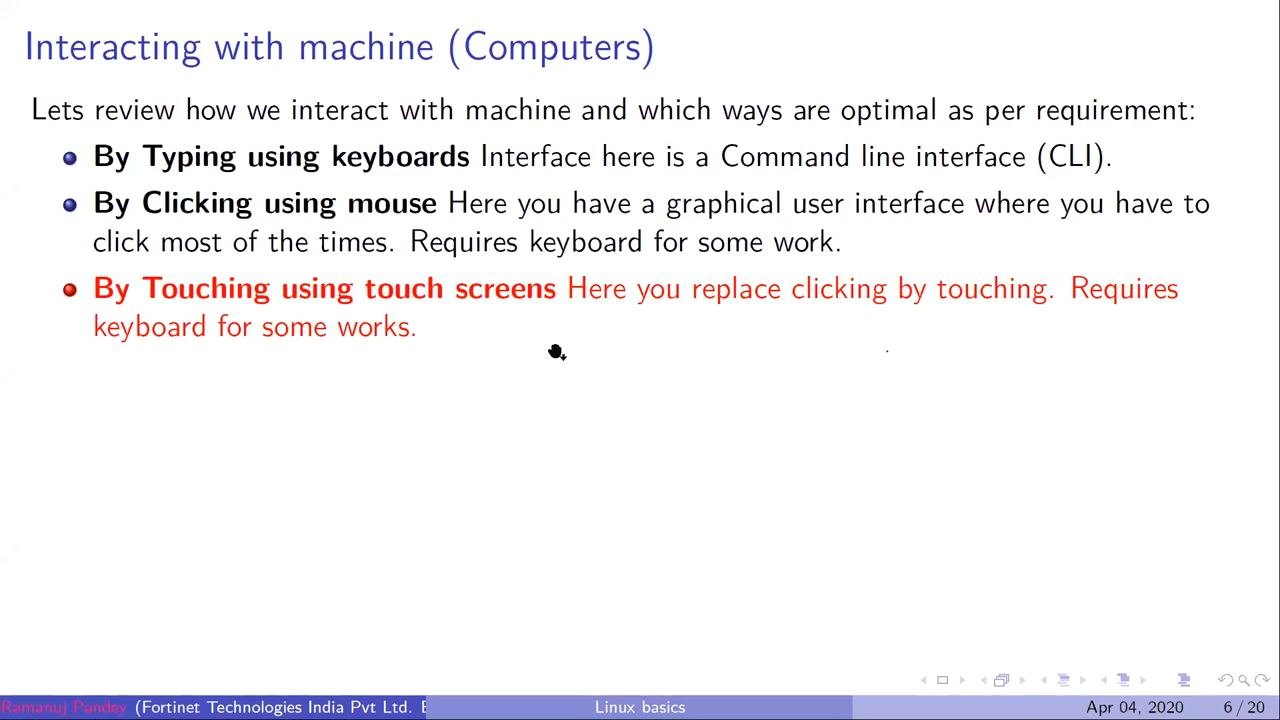 Interacting with machine (Computers)
Lets review how we interact with machine and which ways are optimal as per requirement:
By Typing using keyboards Interface here is a Command line interface (CLI).
By Clicking using mouse Here you have a graphical user interface where you have to
click most of the times. Requires keyboard for some work.
By Touching using touch screens Here you replace clicking by touching. Requires
keyboard for some works.
Ramanuj Pandey (Fortinet Technologies India Pvt Ltd. Linux basics Apr 04, 2020 6 / 20